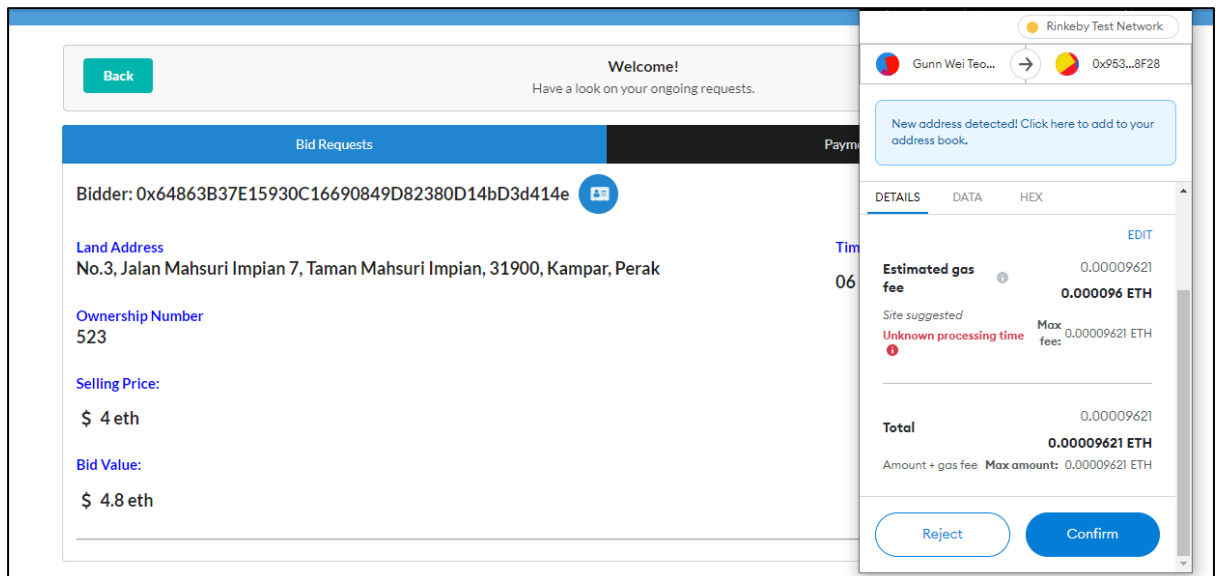 Back
Welcome!
Have a look on your ongoing requests.
Bid Requests
Bidder: 0x64863B37E15930C16690849D82380D14bD3d414e
Land Address
No.3, Jalan Mahsuri Impian 7, Taman Mahsuri Impian, 31900, Kampar, Perak
06
Ownership Number
523
Selling Price:
$ 4 eth
Bid Value:
$ 4.8 eth
Rinkeby Test Network
Gunn Wei Teo... 0x953...8F28
New address detected! Click here to add to your
address book.
DETAILS DATA HEX
EDIT
Estimated gas fee 0.00009621
0.000096 ETH
Site suggested
Unknown processing time Max fee: 0.00009621 ETH
Total 0.00009621
0.00009621 ETH
Amount + gas fee Max amount: 0.00009621 ETH
Reject Confirm